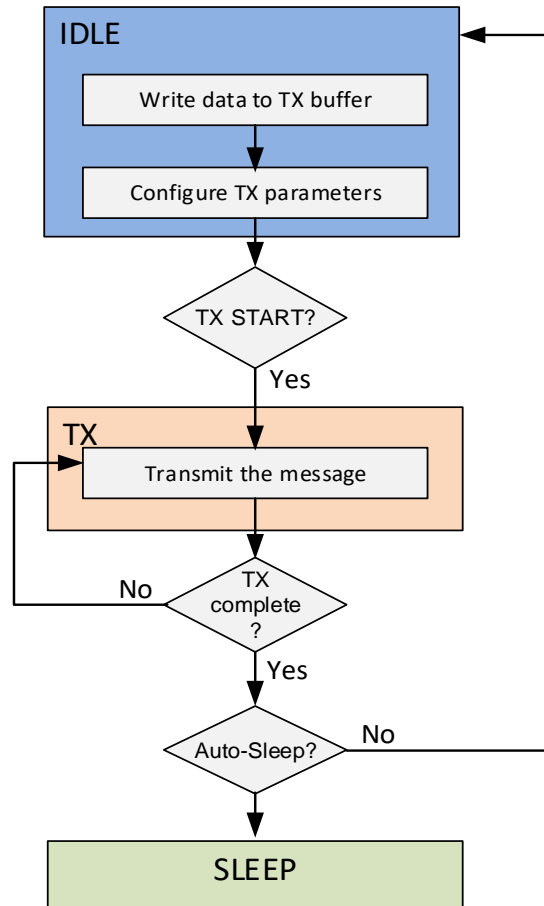 IDLE
Write data to TX buffer
Configure TX parameters
TX START?
Yes
TX
Transmit the message
No
TX
complete
?
Yes
Auto-Sleep?
No
SLEEP